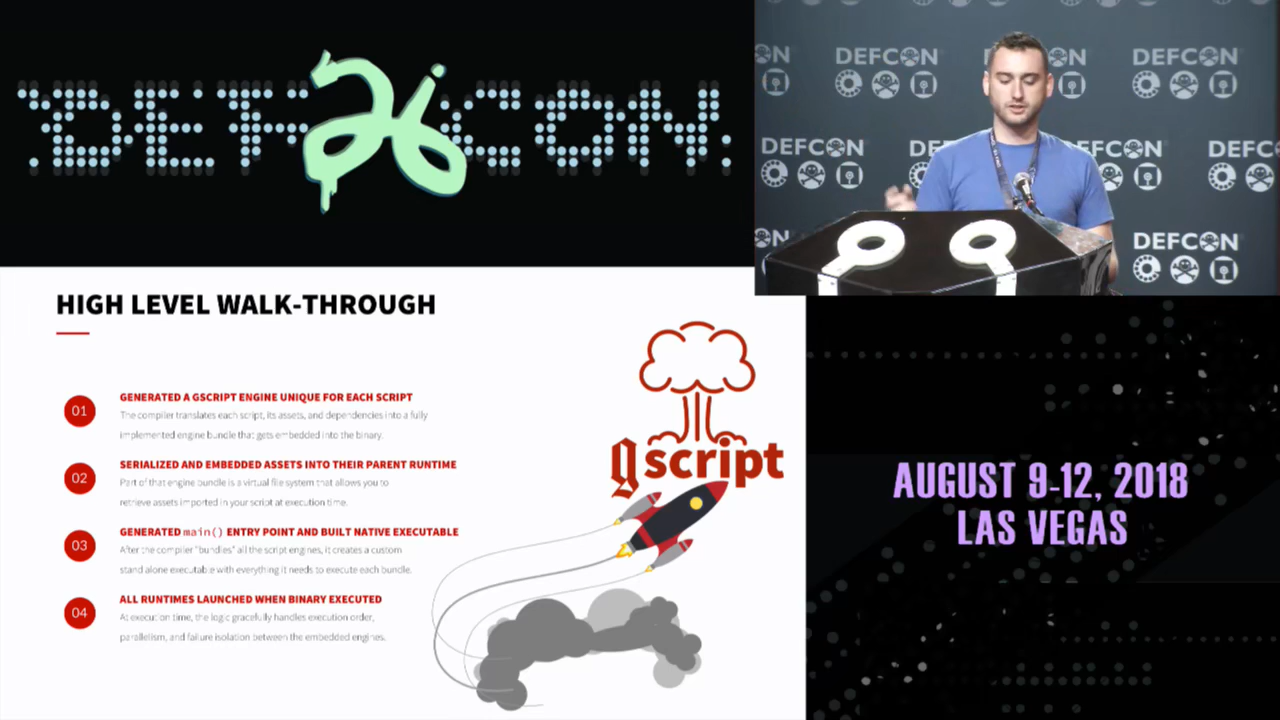 DEFCON
26
DEFCON DEFCON DEFCON
DEFCON DEFCON DEFCON
DEFCON
HIGH LEVEL WALK-THROUGH
01
GENERATED A GSCRIPT ENGINE UNIQUE FOR EACH SCRIPT
The compiler translates each script, its assets, and dependencies into a fully
implemented engine bundle that gets embedded into the binary.
02
SERIALIZED AND EMBEDDED ASSETS INTO THEIR PARENT RUNTIME
Part of that engine bundle is a virtual file system that allows you to
retrieve assets imported in your script at execution time.
03
GENERATED main() ENTRY POINT AND BUILT NATIVE EXECUTABLE
After the compiler "bundles" all the script engines, it creates a custom
stand alone executable with everything it needs to execute each bundle.
04
ALL RUNTIMES LAUNCHED WHEN BINARY EXECUTED
At execution time, the logic gracefully handles execution order,
parallelism, and failure isolation between the embedded engines.
gscript
AUGUST 9-12, 2018
LAS VEGAS